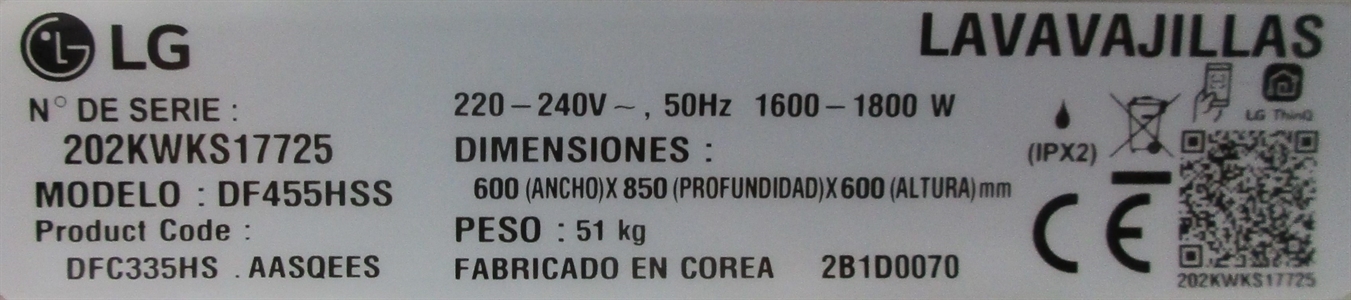 LG
LAVAVAJILLAS
N° DE SERIE :
202KWKS17725
MODELO : DF455HSS
Product Code :
DFC335HS . AASQEES
220-240V~, 50Hz 1600-1800 W
DIMENSIONES :
600 (ANCHO)X 850 (PROFUNDIDAD)X 600 (ALTURA) mm
PESO : 51 kg
FABRICADO EN COREA 2B1D0070
(IPX2)
CE
LG ThinQ
202KWKS17725